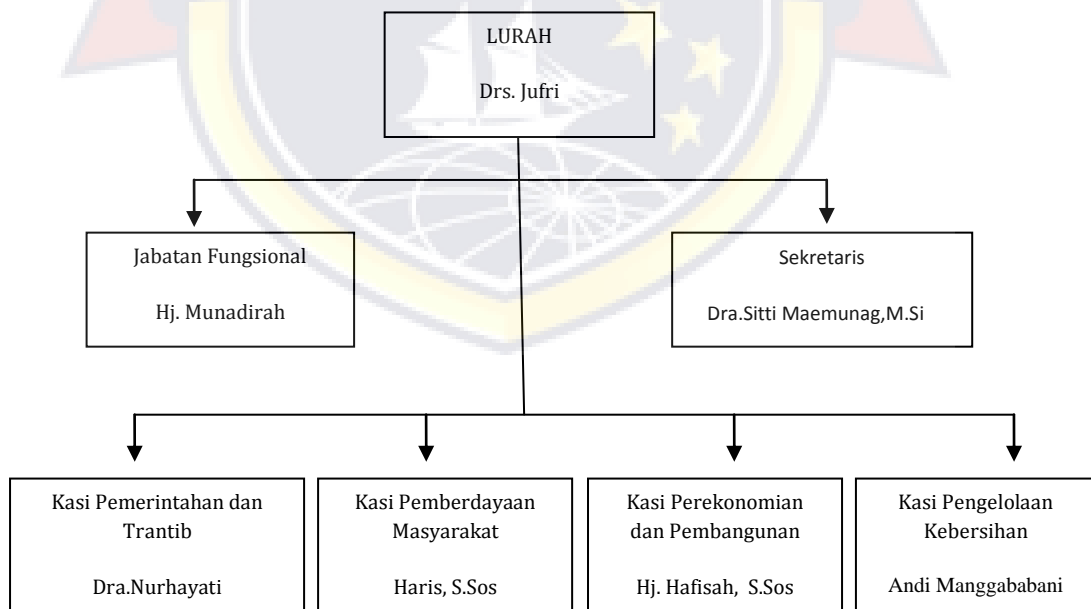 LURAH
Drs. Jufri
Jabatan Fungsional
Hj. Munadirah
Sekretaris
Dra.Sitti Maemunag,M.Si
Kasi Pemerintahan dan
Trantib
Dra.Nurhayati
Kasi Pemberdayaan
Masyarakat
Haris, S.Sos
Kasi Perekonomian
dan Pembangunan
Hj. Hafisah, S.Sos
Kasi Pengelolaan
Kebersihan
Andi Manggababani